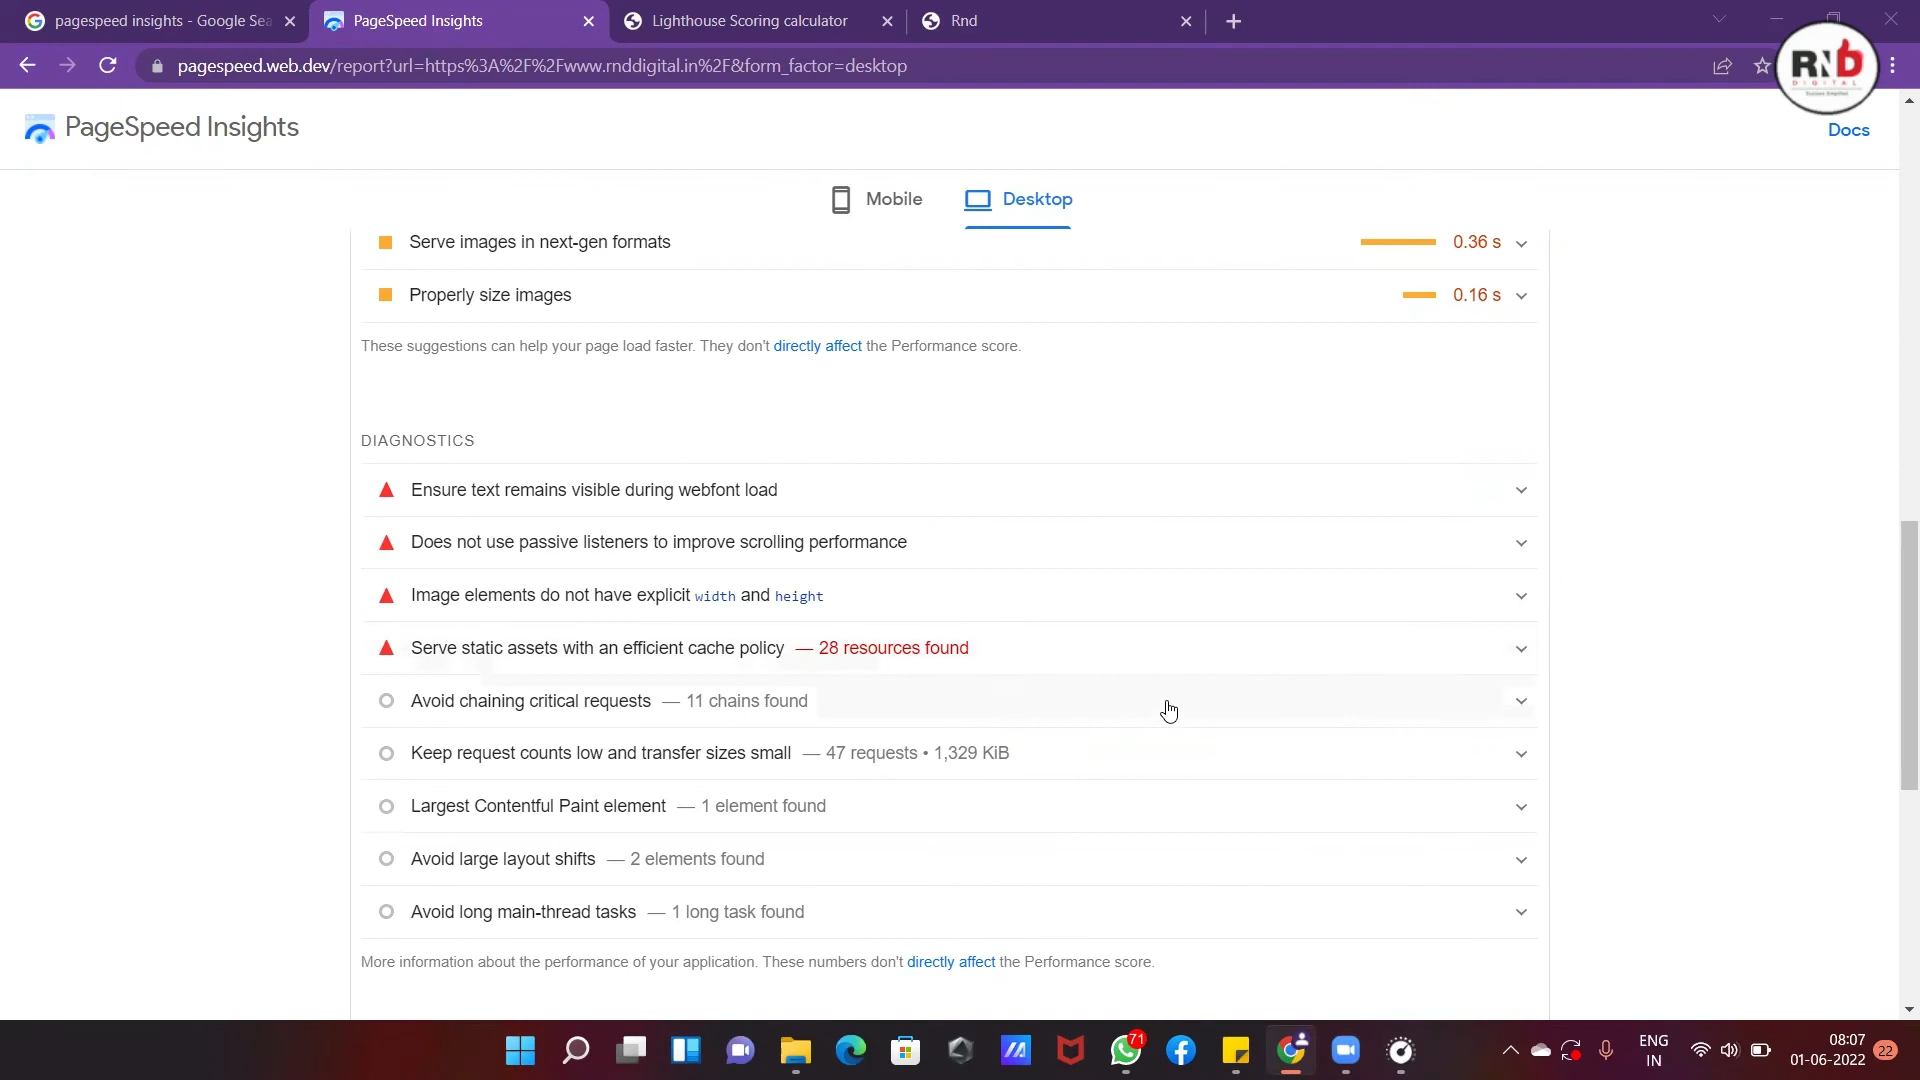 pagespeed insights - Google Sea
PageSpeed Insights
Lighthouse Scoring calculator
Rnd
pagespeed.web.dev/report?url=https%3A%2F%2Fwww.rnddigital.in%2F&form_factor=desktop
RND
DIGITAL
PageSpeed Insights
Docs
Mobile
Desktop
Serve images in next-gen formats 0.36 s
Properly size images 0.16 s
These suggestions can help your page load faster. They don't directly affect the Performance score.
DIAGNOSTICS
Ensure text remains visible during webfont load
Does not use passive listeners to improve scrolling performance
Image elements do not have explicit width and height
Serve static assets with an efficient cache policy — 28 resources found
Avoid chaining critical requests — 11 chains found
Keep request counts low and transfer sizes small — 47 requests • 1,329 KiB
Largest Contentful Paint element — 1 element found
Avoid large layout shifts — 2 elements found
Avoid long main-thread tasks — 1 long task found
More information about the performance of your application. These numbers don't directly affect the Performance score.
71
ENG
IN
08:07
01-06-2022
22